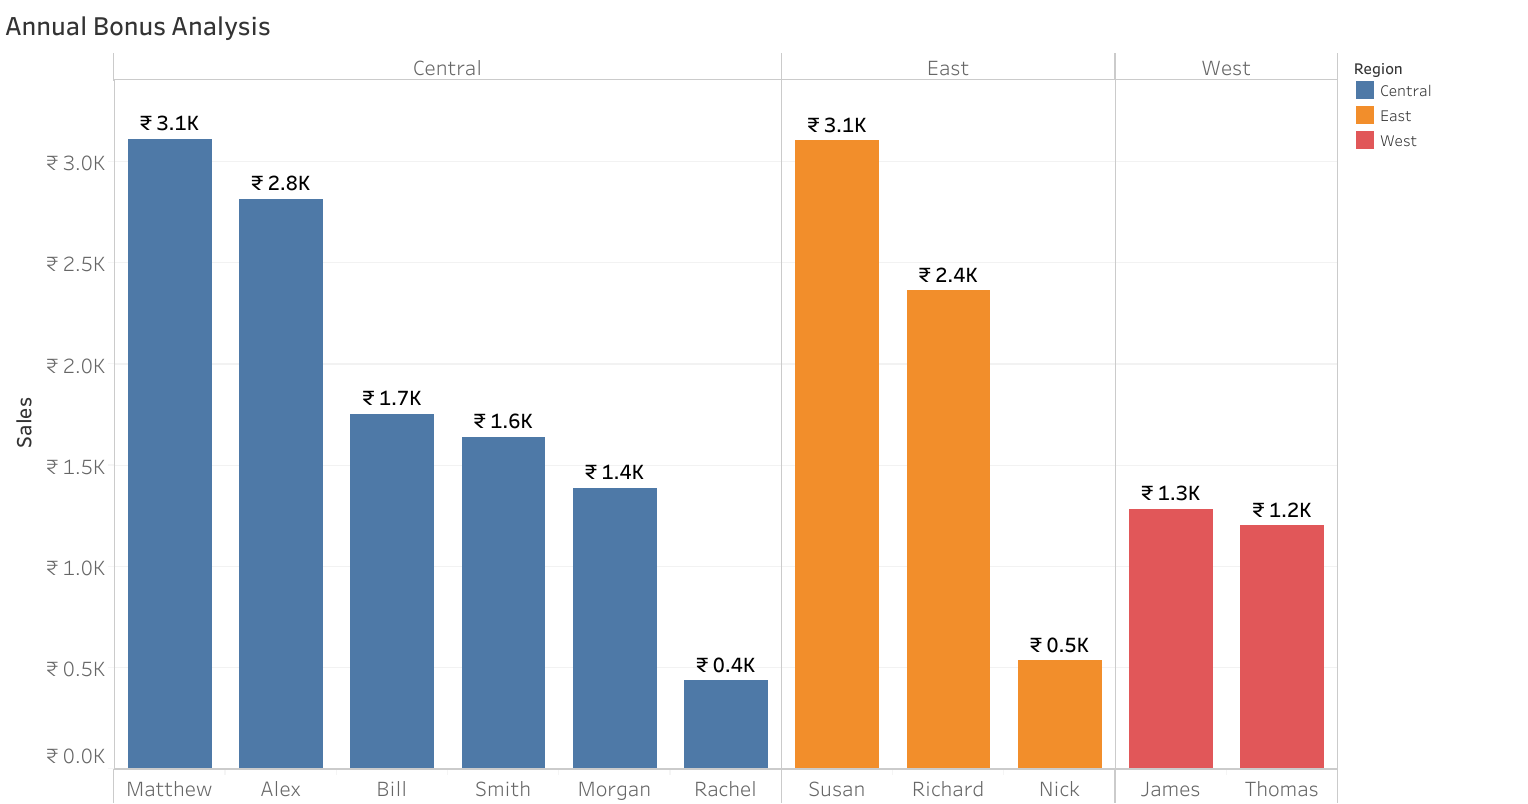 Annual Bonus Analysis
Central East West
Region
Central
East
West
₹ 3.1K ₹ 2.8K ₹ 1.7K ₹ 1.6K ₹ 1.4K ₹ 0.4K ₹ 3.1K ₹ 2.4K ₹ 0.5K ₹ 1.3K ₹ 1.2K
₹ 3.0K
₹ 2.5K
₹ 2.0K
₹ 1.5K
₹ 1.0K
₹ 0.5K
₹ 0.0K
Sales
Matthew Alex Bill Smith Morgan Rachel Susan Richard Nick James Thomas